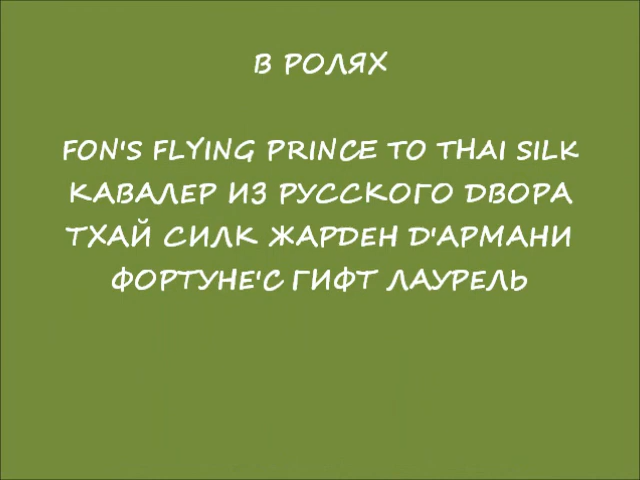 В РОЛЯХ
FON'S FLYING PRINCE TO THAI SILK
КАВАЛЕР ИЗ РУССКОГО ДВОРА
ТХАЙ СИЛК ЖАРДЕН Д'АРМАНИ
ФОРТУНЕ'С ГИФТ ЛАУРЕЛЬ